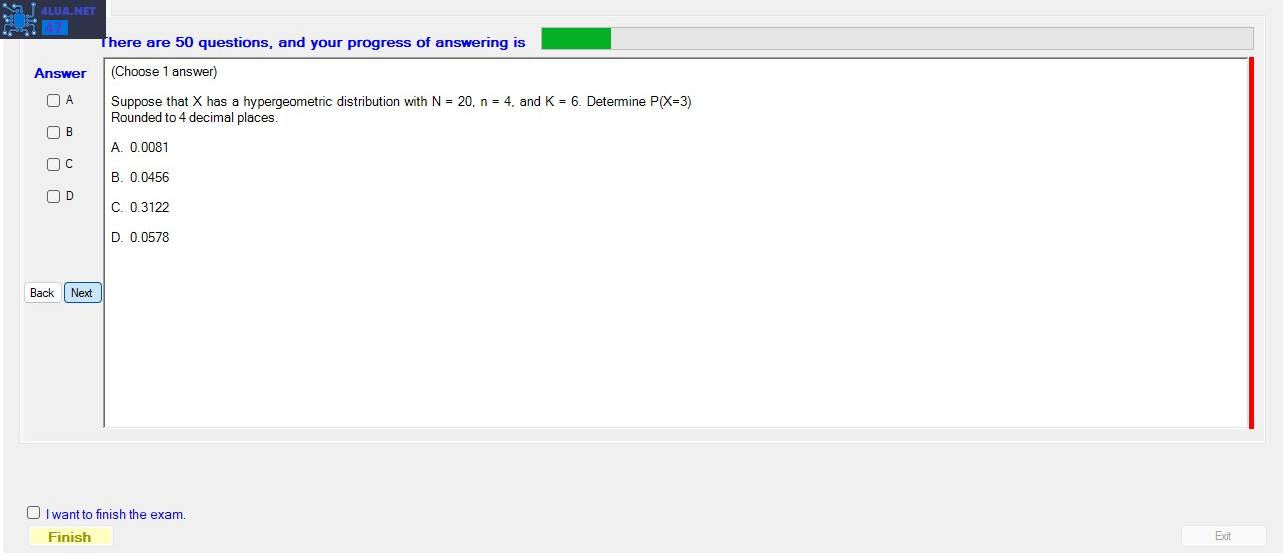 4LUA.NET
47
There are 50 questions, and your progress of answering is
Answer
(Choose 1 answer)
A
Suppose that X has a hypergeometric distribution with N = 20, n = 4, and K = 6. Determine P(X=3)
Rounded to 4 decimal places.
B
A. 0.0081
C
B. 0.0456
D
C. 0.3122
D. 0.0578
Back Next
I want to finish the exam.
Finish
Exit